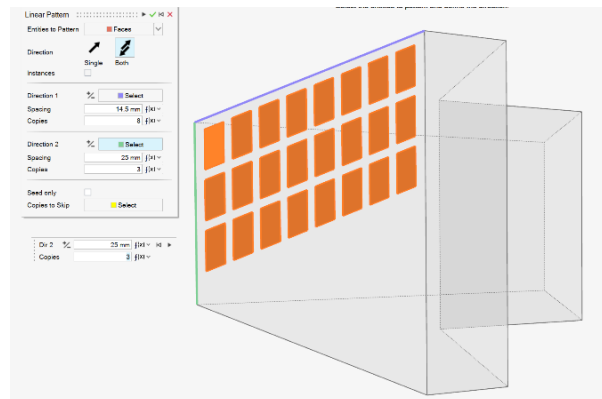 Linear Pattern
Entities to Pattern Faces
Direction
Single Both
Instances
Direction 1 Select
Spacing 14.5 mm f(x)
Copies 8 f(x)
Direction 2 Select
Spacing 25 mm f(x)
Copies 3 f(x)
Seed only
Copies to Skip Select
Dir 2 25 mm f(x)
Copies 3 f(x)